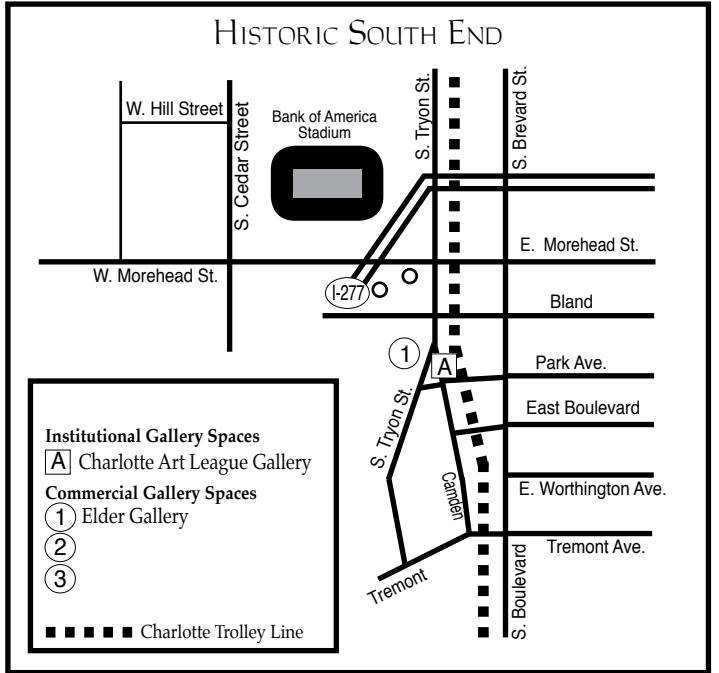 HISTORIC SOUTH END
W. Hill Street
S. Cedar Street
Bank of America
Stadium
S. Tryon St.
S. Brevard St.
E. Morehead St.
W. Morehead St.
I-277
Bland
1
A
Park Ave.
East Boulevard
S. Tryon St.
Camden
E. Worthington Ave.
Tremont Ave.
Tremont
S. Boulevard
Institutional Gallery Spaces
A Charlotte Art League Gallery
Commercial Gallery Spaces
1 Elder Gallery
2
3
Charlotte Trolley Line